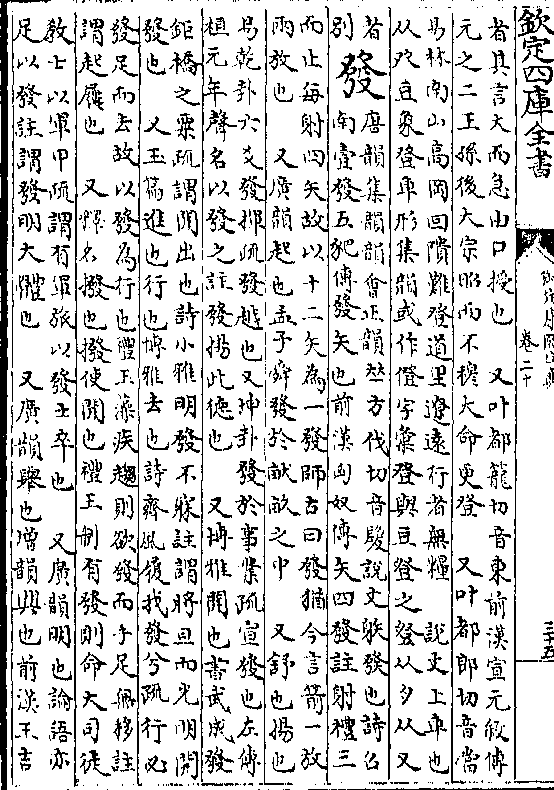 欽定四庫全書
御定康熙字典
卷二十
三十五
者其言大而急由口授也 又叶都籠切音東前漢宣元敘傳
元之二王孫後大宗昭而不穆大命更登 又叶都郎切音當
馬林南山高岡回隤難登道里遼遠行者無糧 說文上車也
从癶豆象登車形集韻或作僜字彙登與豆登之豋从夕从又
者別
發
唐韻集韻韻會正韻𠀤方伐切音髮說文䠶發也詩召
南壹發五豝傳發矢也前漢匈奴傳矢四發註射禮三
而止每射四矢故以十二矢為一發師古曰發猶今言箭一放
兩放也 又廣韻起也孟子舜發於畎畝之中 又舒也揚也
易乾卦六爻發揮疏發越也又坤卦發於事業疏宣發也左傳
桓元年聲名以發之註發揚此德也 又博雅開也書武成發
鉅橋之粟疏謂開出也詩小雅明發不寐註謂將旦而光明開
發也 又玉篇進也行也博雅去也詩齊風履我發兮疏行必
發足而去故以發為行也禮玉藻疾趨則欲發而手足無移註
謂起屨也 又釋名撥也撥使開也禮王制有發則命大司徒
教士以車甲疏謂有軍旅以發士卒也 又廣韻明也論語亦
足以發註謂發明大體也 又廣韻舉也增韻興也前漢王吉